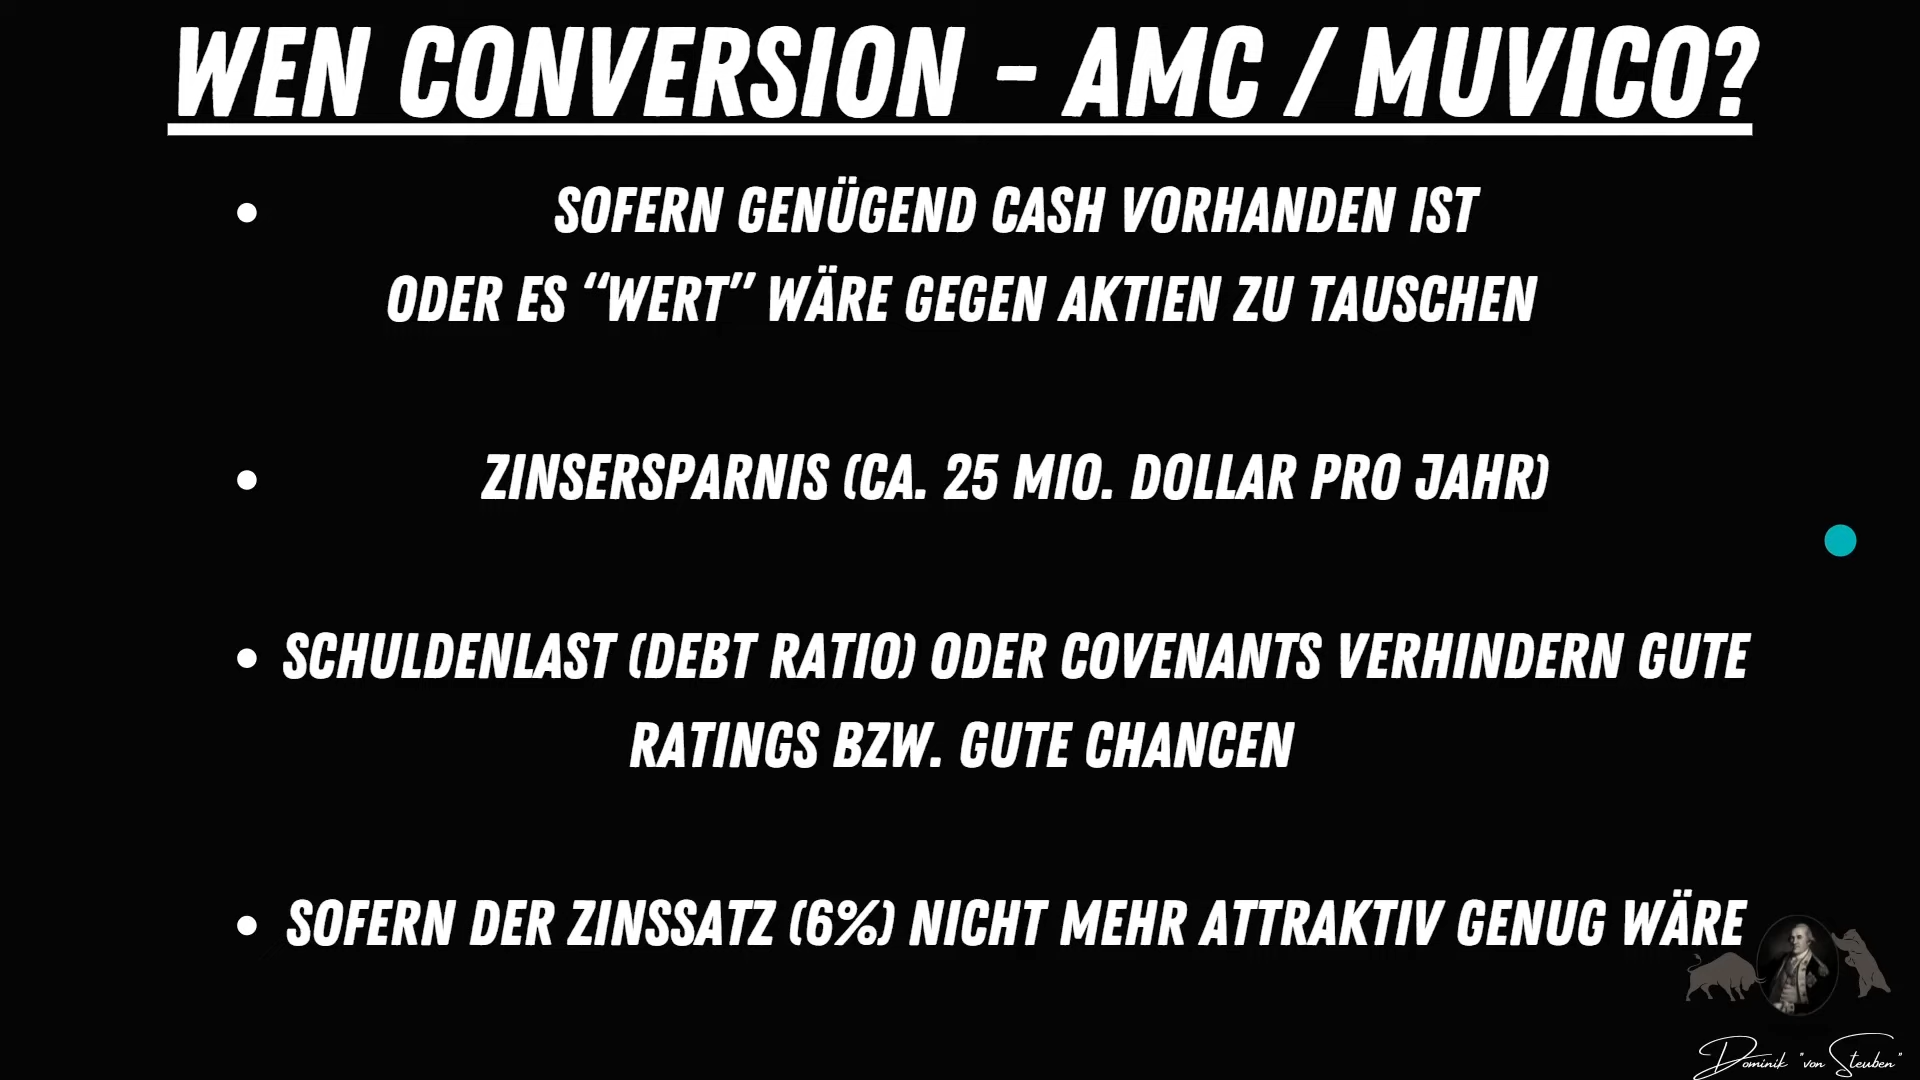 WEN CONVERSION - AMC / MUVICO?
• SOFERN GENÜGEND CASH VORHANDEN IST
ODER ES “WERT” WÄRE GEGEN AKTIEN ZU TAUSCHEN
• ZINSERSPARNIS (CA. 25 MIO. DOLLAR PRO JAHR)
• SCHULDENLAST (DEBT RATIO) ODER COVENANTS VERHINDERN GUTE
RATINGS BZW. GUTE CHANCEN
• SOFERN DER ZINSSATZ (6%) NICHT MEHR ATTRAKTIV GENUG WÄRE
Dominik "von Steuben"